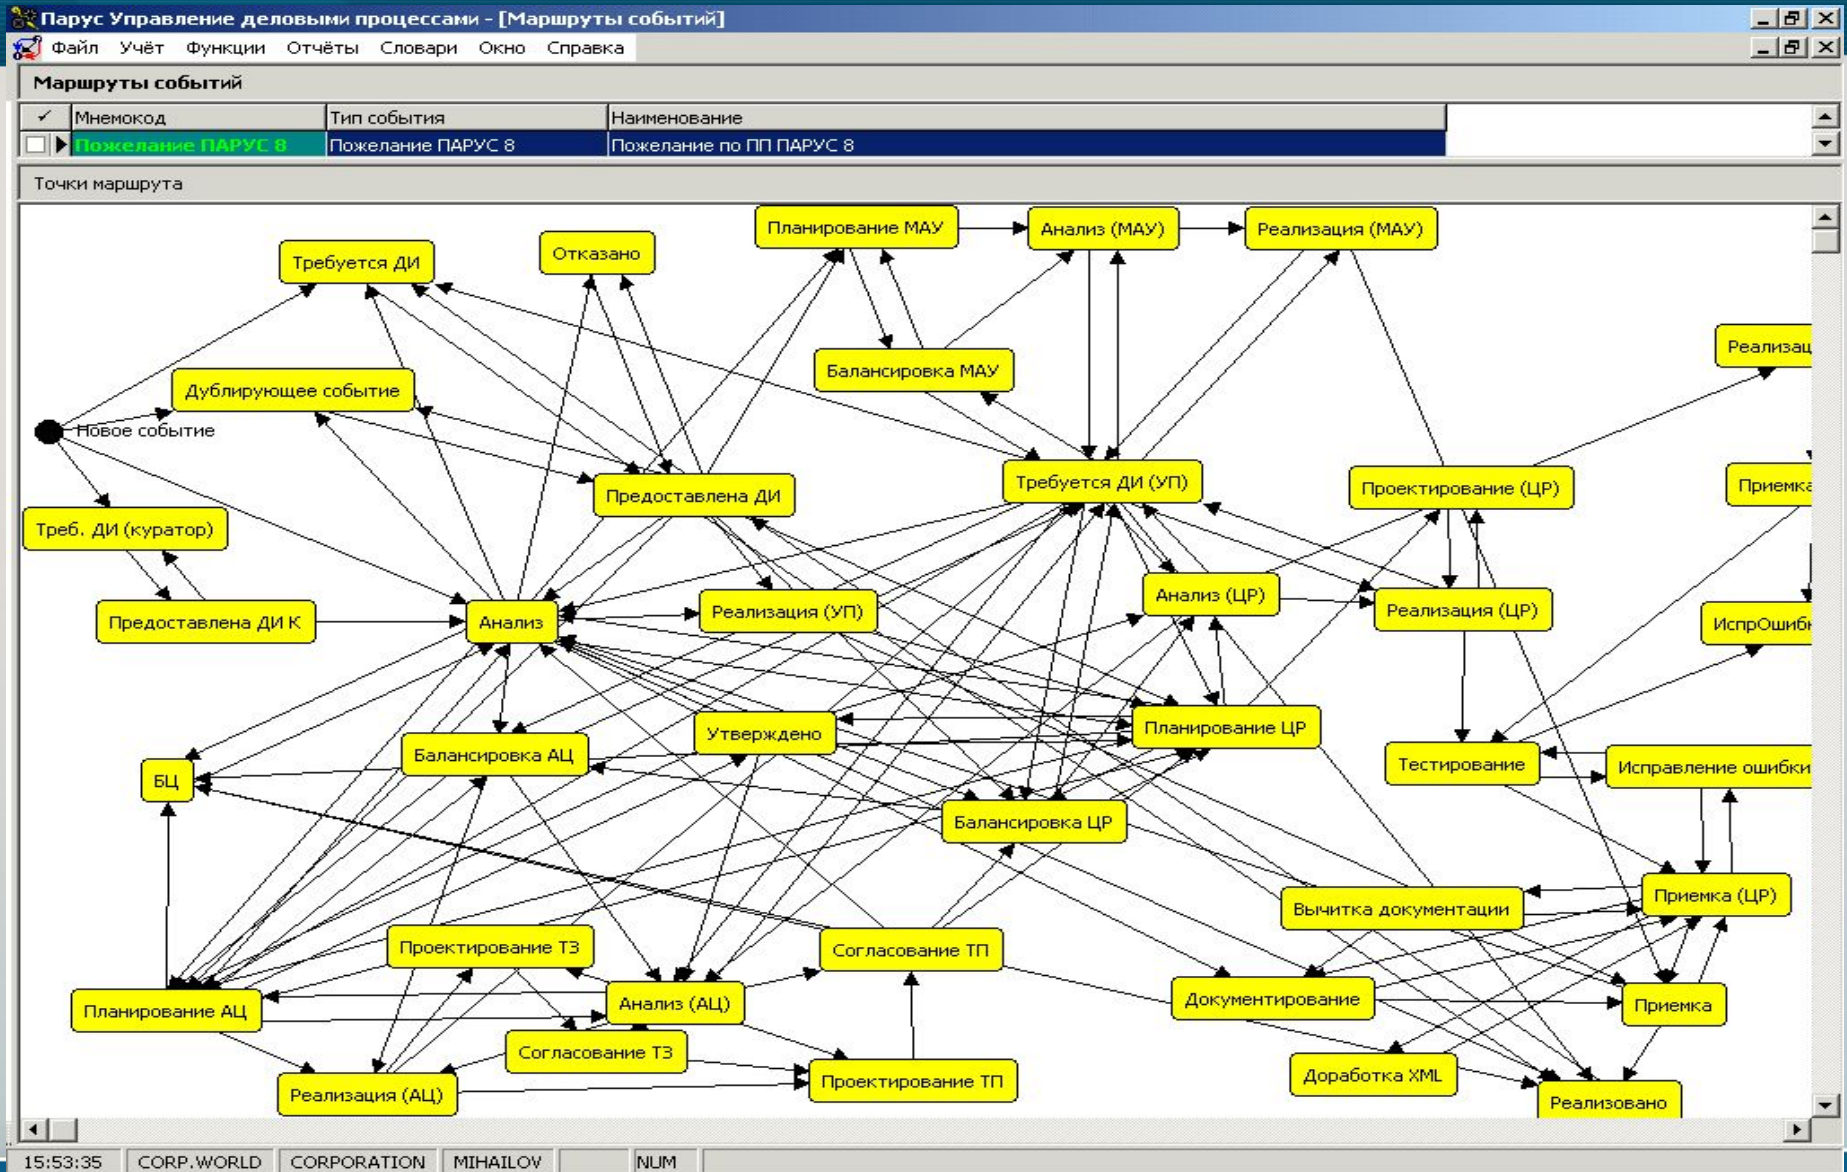 Парус Управление деловыми процессами - [Маршруты событий]
Файл Учёт Функции Отчёты Словари Окно Справка
Маршруты событий
Мнемокод Тип события Наименование
Пожелание ПАРУС 8 Пожелание ПАРУС 8 Пожелание по ПП ПАРУС 8
Точки маршрута
Планирование МАУ
Анализ (МАУ)
Реализация (МАУ)
Требуется ДИ
Отказано
Реализац
Балансировка МАУ
Дублирующее событие
Новое событие
Требуется ДИ (УП)
Проектирование (ЦР)
Приемка
Предоставлена ДИ
Треб. ДИ (куратор)
Анализ (ЦР)
Реализация (ЦР)
Реализация (УП)
Предоставлена ДИ К
Анализ
ИспрОшибк
Планирование ЦР
Утверждено
Балансировка АЦ
Тестирование
Исправление ошибки
БЦ
Балансировка ЦР
Приемка (ЦР)
Вычитка документации
Проектирование ТЗ
Согласование ТП
Документирование
Анализ (АЦ)
Приемка
Планирование АЦ
Согласование ТЗ
Доработка XML
Проектирование ТП
Реализация (АЦ)
Реализовано
15:53:35 CORP.WORLD CORPORATION MIHAILOV NUM